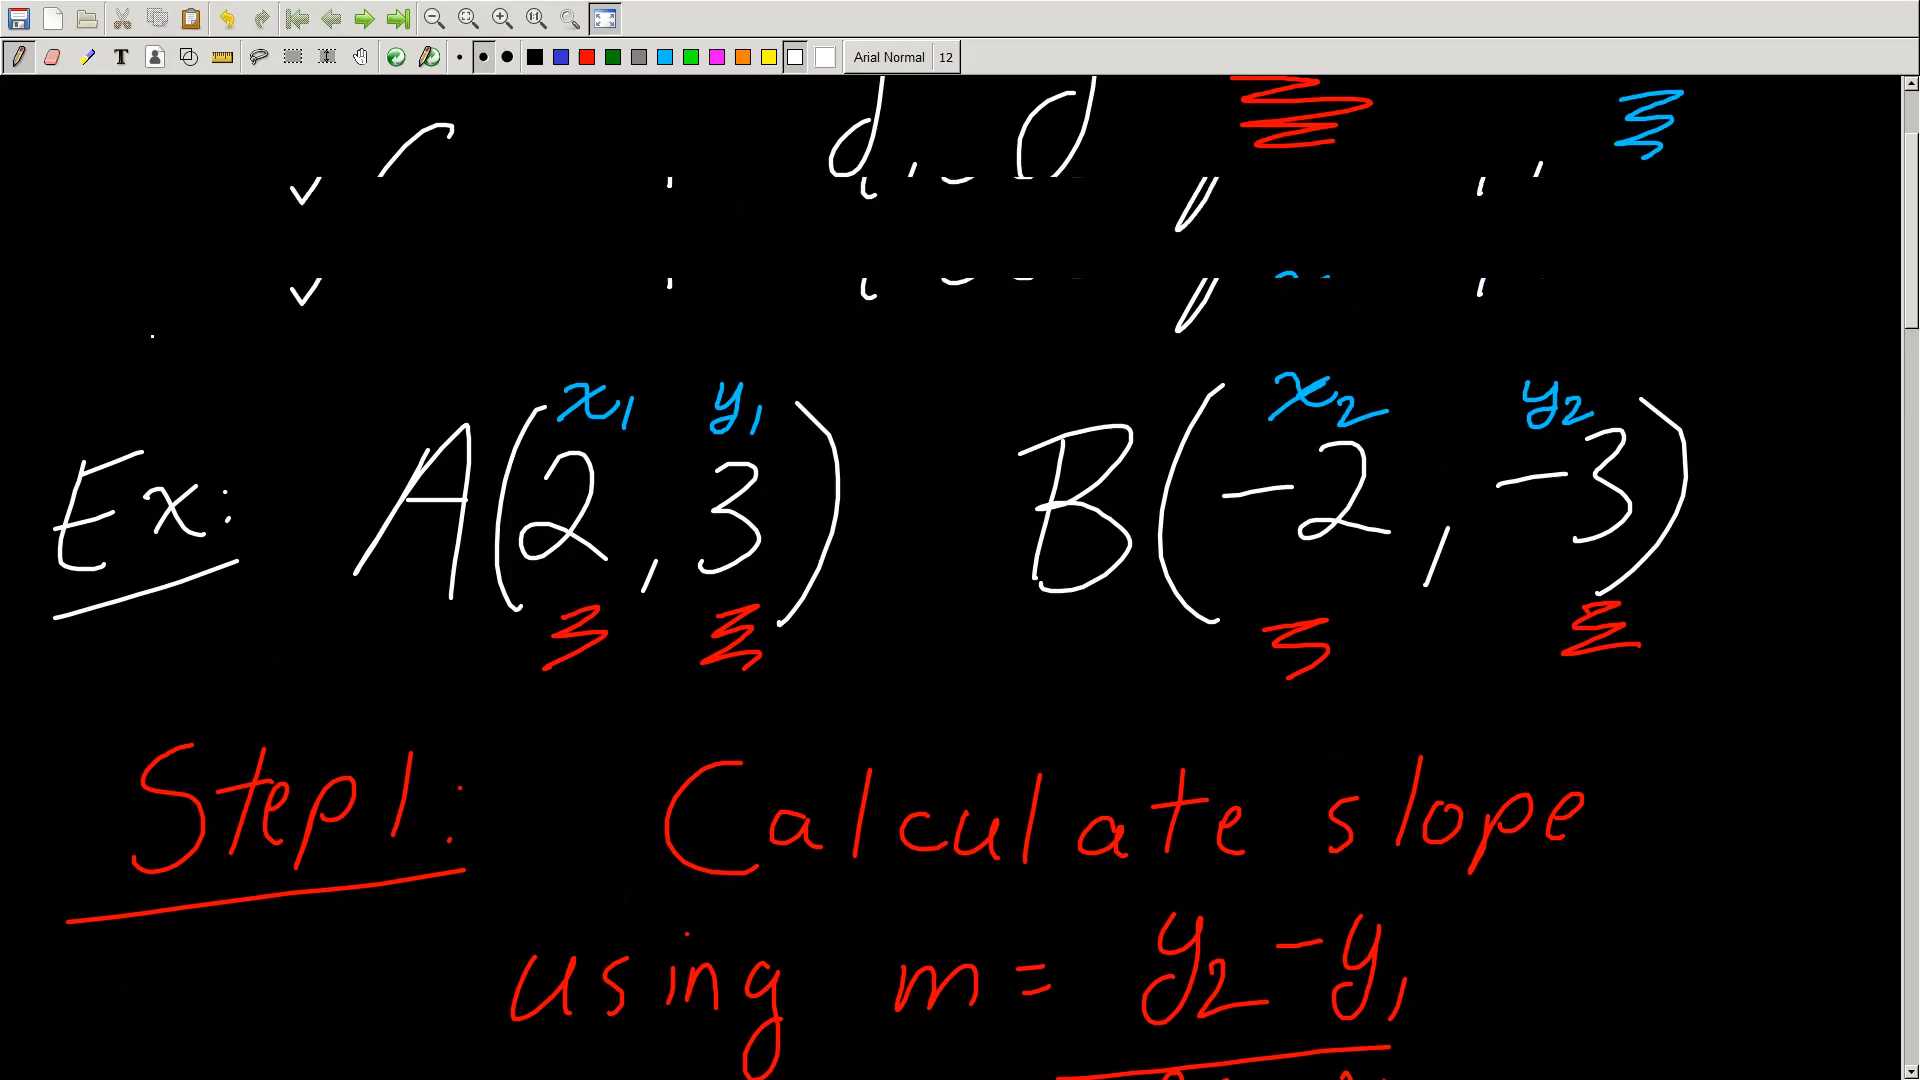 Arial Normal 12
x₁ y₁ x₂ y₂
Ex: A(2, 3) B(-2, -3)
Step 1: Calculate slope
using m = y₂ - y₁